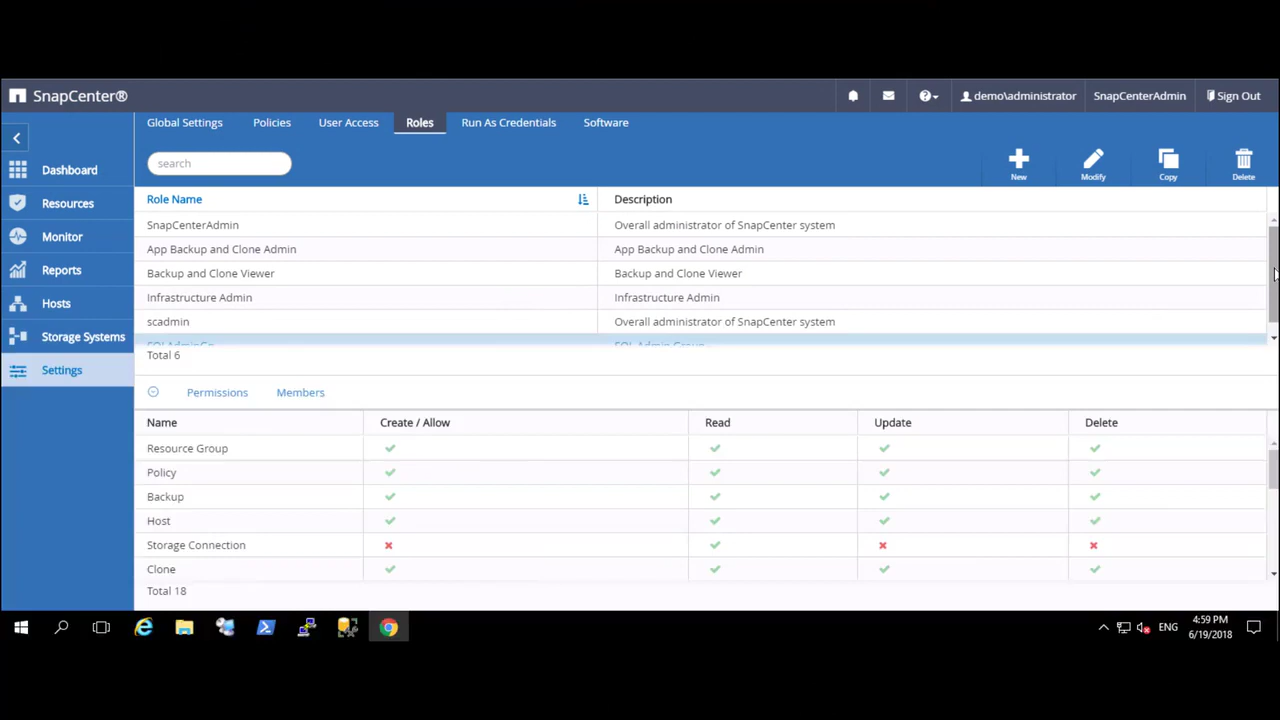 SnapCenter®
demo\administrator
SnapCenterAdmin
Sign Out
Global Settings
Policies
User Access
Roles
Run As Credentials
Software
search
New
Modify
Copy
Delete
Dashboard
Resources
Monitor
Reports
Hosts
Storage Systems
Settings
Role Name Description
SnapCenterAdmin Overall administrator of SnapCenter system
App Backup and Clone Admin App Backup and Clone Admin
Backup and Clone Viewer Backup and Clone Viewer
Infrastructure Admin Infrastructure Admin
scadmin Overall administrator of SnapCenter system
SQL Admin Group
Total 6
Permissions Members
Name Create / Allow Read Update Delete
Resource Group
Policy
Backup
Host
Storage Connection
Clone
Total 18
ENG
4:59 PM
6/19/2018